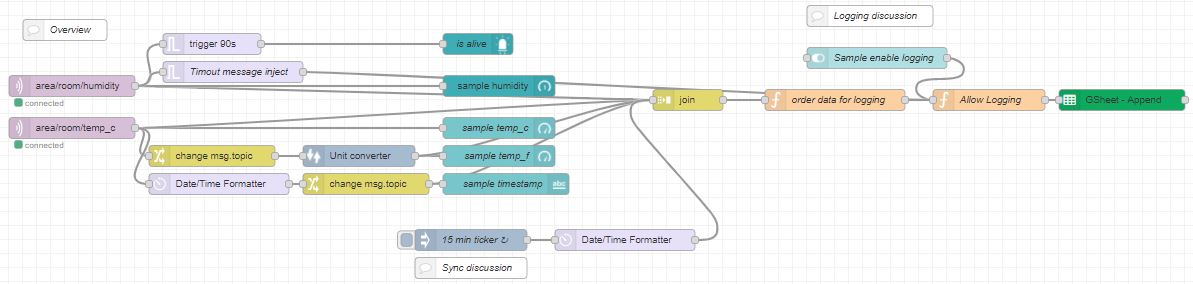 Logging discussion
Overview
trigger 90s
is alive
Sample enable logging
Timout message inject
area/room/humidity
connected
sample humidity
join
order data for logging
Allow Logging
GSheet - Append
area/room/temp_c
connected
sample temp_c
change msg.topic
Unit converter
sample temp_f
Date/Time Formatter
change msg.topic
sample timestamp
abc
15 min ticker ↻
Date/Time Formatter
Sync discussion